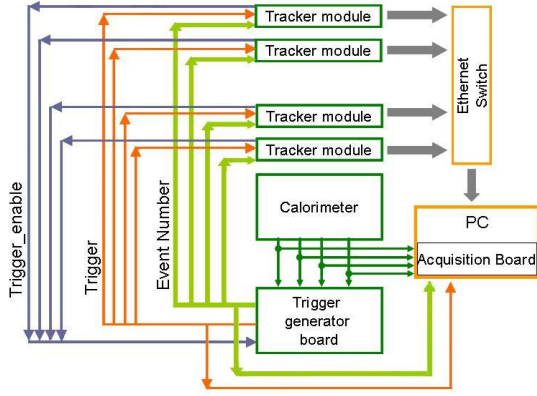 Tracker module
Tracker module
Tracker module
Tracker module
Ethernet
Switch
Trigger_enable
Trigger
Event Number
Calorimeter
PC
Acquisition Board
Trigger
generator
board